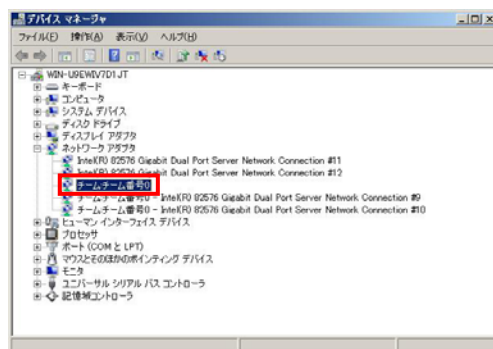 デバイス マネージャ
ファイル(F) 操作(A) 表示(V) ヘルプ(H)
WIN-U9EWIV7D1JT
キーボード
コンピュータ
システム デバイス
ディスク ドライブ
ディスプレイ アダプタ
ネットワーク アダプタ
Intel(R) 82576 Gigabit Dual Port Server Network Connection #11
Intel(R) 82576 Gigabit Dual Port Server Network Connection #12
チームチーム番号0
チームチーム番号0 - Intel(R) 82576 Gigabit Dual Port Server Network Connection #9
チームチーム番号0 - Intel(R) 82576 Gigabit Dual Port Server Network Connection #10
ヒューマン インターフェイス デバイス
プロセッサ
ポート (COM と LPT)
マウスとそのほかのポインティング デバイス
モニタ
ユニバーサル シリアル バス コントローラ
記憶域コントローラ